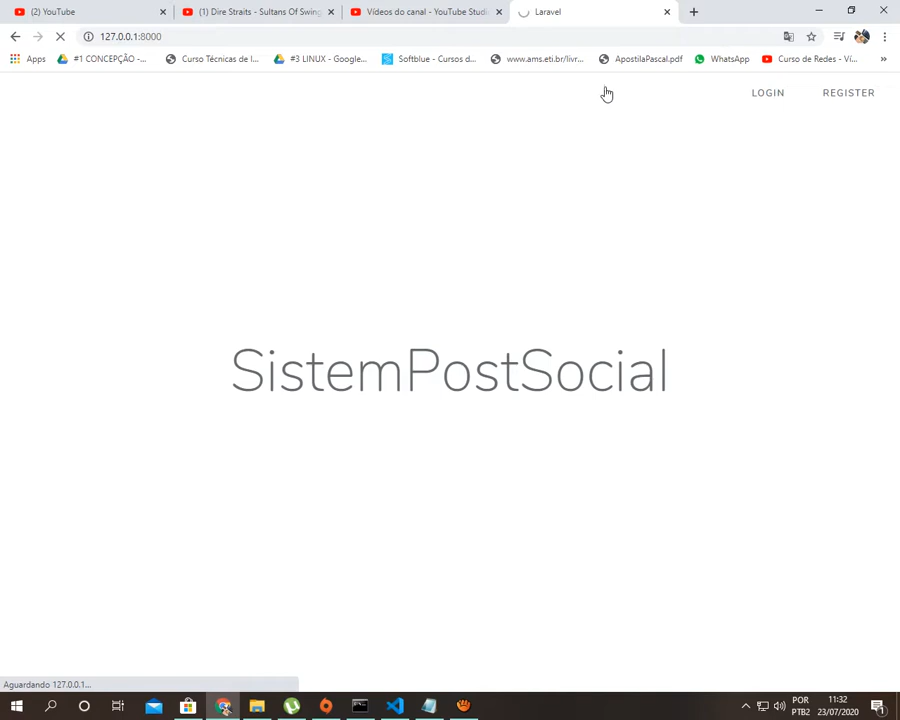 (2) YouTube
(1) Dire Straits - Sultans Of Swing
Vídeos do canal - YouTube Studi
Laravel
127.0.0.1:8000
Apps
#1 CONCEPÇÃO -...
Curso Técnicas de I...
#3 LINUX - Google...
Softblue - Cursos d...
www.ams.eti.br/livr...
ApostilaPascal.pdf
WhatsApp
Curso de Redes - Ví...
»
LOGIN
REGISTER
SistemPostSocial
Aguardando 127.0.0.1...
POR
PTB2
11:32
23/07/2020
1